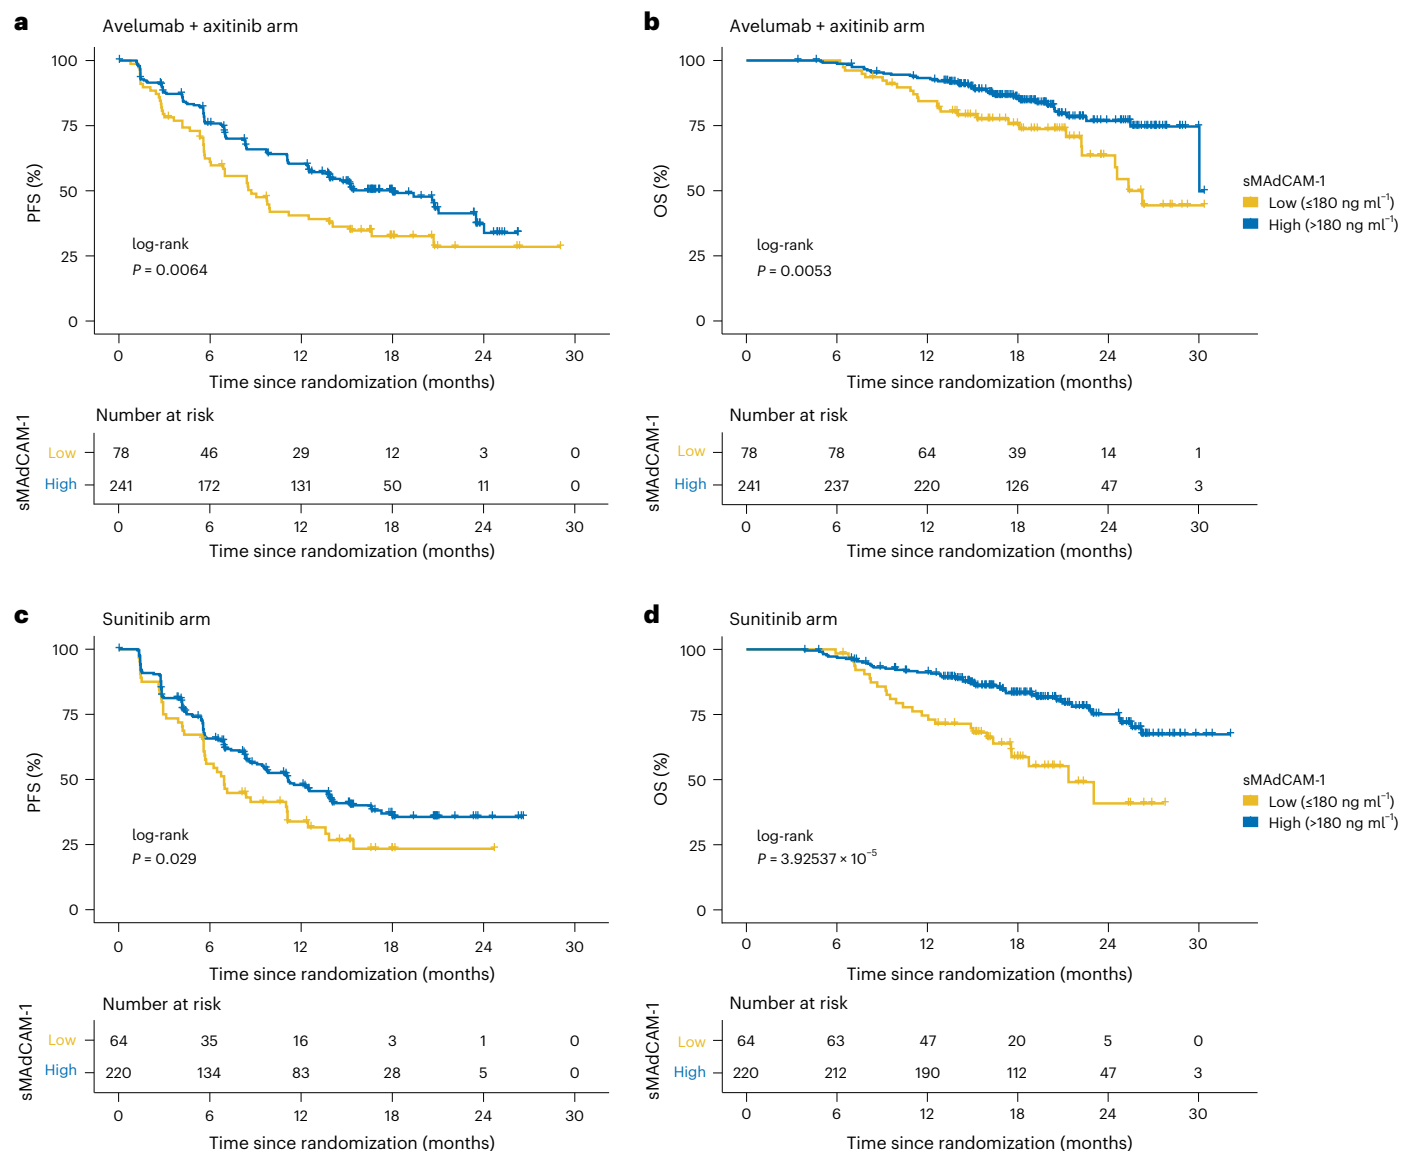 a
Avelumab + axitinib arm
100
75
50
25
0
PFS (%)
log-rank
P = 0.0064
0 6 12 18 24 30
Time since randomization (months)
Number at risk
sMAdCAM-1
Low 78 46 29 12 3 0
High 241 172 131 50 11 0
0 6 12 18 24 30
Time since randomization (months)
b
Avelumab + axitinib arm
100
75
50
25
0
OS (%)
log-rank
P = 0.0053
0 6 12 18 24 30
Time since randomization (months)
sMAdCAM-1
Low (≤180 ng ml⁻¹)
High (>180 ng ml⁻¹)
Number at risk
sMAdCAM-1
Low 78 78 64 39 14 1
High 241 237 220 126 47 3
0 6 12 18 24 30
Time since randomization (months)
c
Sunitinib arm
100
75
50
25
0
PFS (%)
log-rank
P = 0.029
0 6 12 18 24 30
Time since randomization (months)
Number at risk
sMAdCAM-1
Low 64 35 16 3 1 0
High 220 134 83 28 5 0
0 6 12 18 24 30
Time since randomization (months)
d
Sunitinib arm
100
75
50
25
0
OS (%)
log-rank
P = 3.92537 × 10⁻⁵
0 6 12 18 24 30
Time since randomization (months)
sMAdCAM-1
Low (≤180 ng ml⁻¹)
High (>180 ng ml⁻¹)
Number at risk
sMAdCAM-1
Low 64 63 47 20 5 0
High 220 212 190 112 47 3
0 6 12 18 24 30
Time since randomization (months)